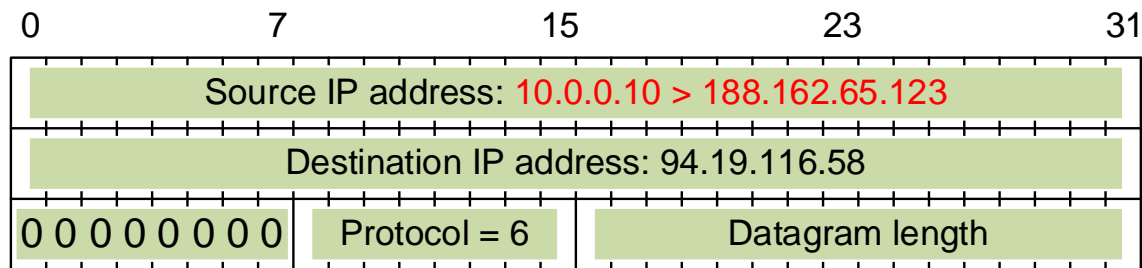 0 7 15 23 31
Source IP address: 10.0.0.10 > 188.162.65.123
Destination IP address: 94.19.116.58
0 0 0 0 0 0 0 0 Protocol = 6 Datagram length